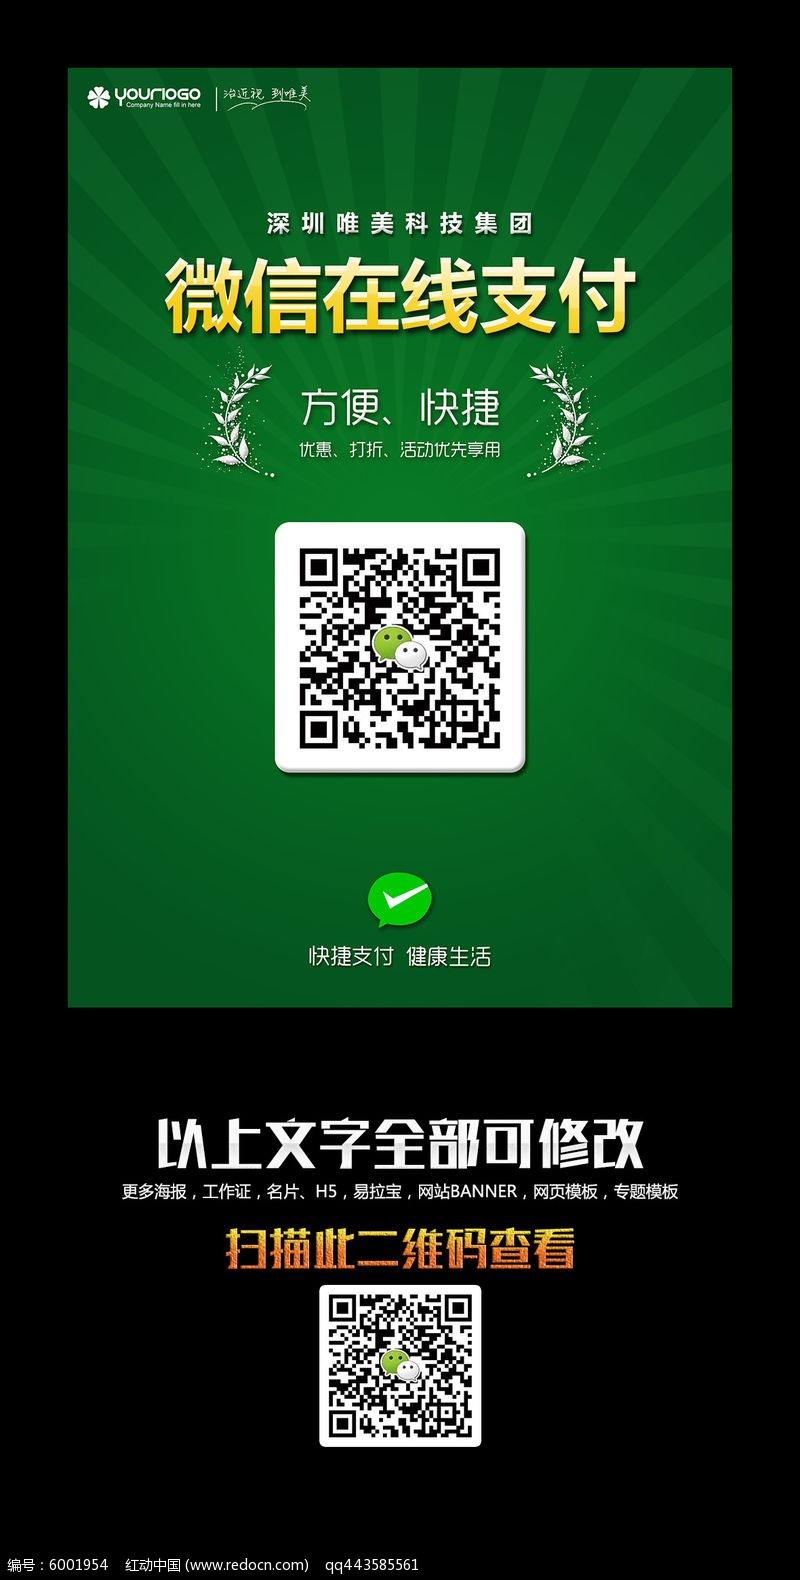 YOURLOGO
Company Name fill in here
治近视 到唯美
深圳唯美科技集团
微信在线支付
方便、快捷
优惠、打折、活动优先享用
快捷支付 健康生活
以上文字全部可修改
更多海报，工作证，名片、H5，易拉宝，网站BANNER，网页模板，专题模板
扫描此二维码查看
编号：6001954 红动中国 (www.redocn.com) qq443585561